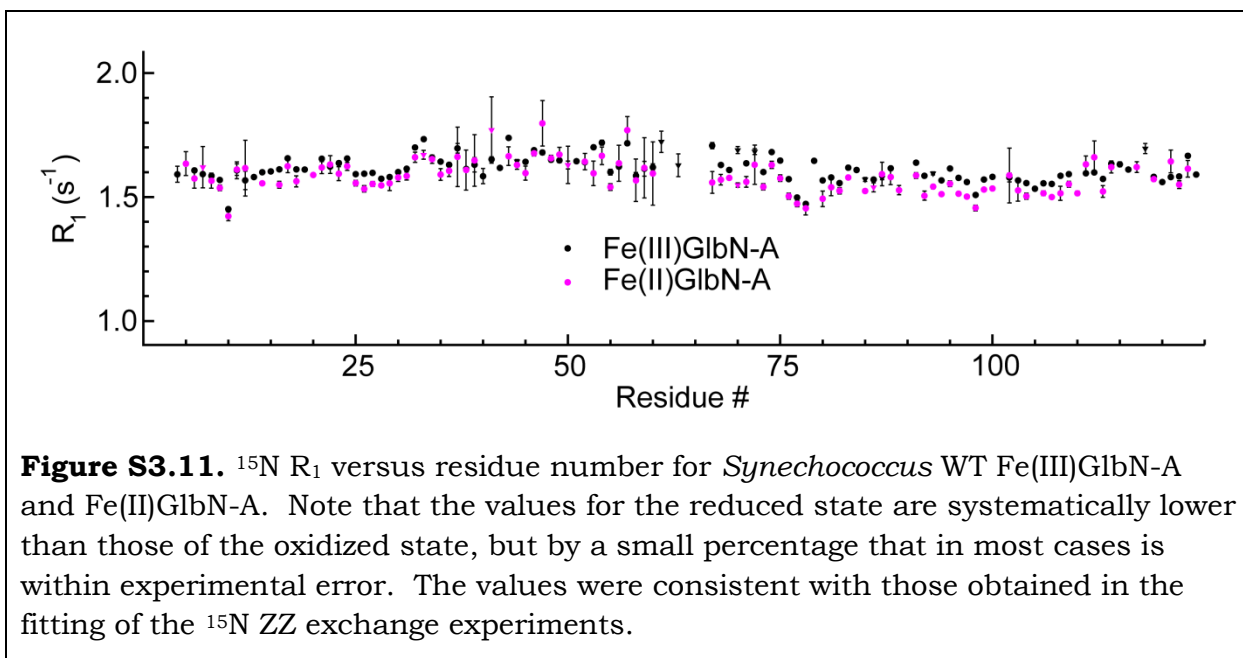 2.0
1.5
1.0
R₁ (s⁻¹)
Fe(III)GlbN-A
Fe(II)GlbN-A
25 50 75 100
Residue #
Figure S3.11. ¹⁵N R₁ versus residue number for Synechococcus WT Fe(III)GlbN-A
and Fe(II)GlbN-A. Note that the values for the reduced state are systematically lower
than those of the oxidized state, but by a small percentage that in most cases is
within experimental error. The values were consistent with those obtained in the
fitting of the ¹⁵N ZZ exchange experiments.